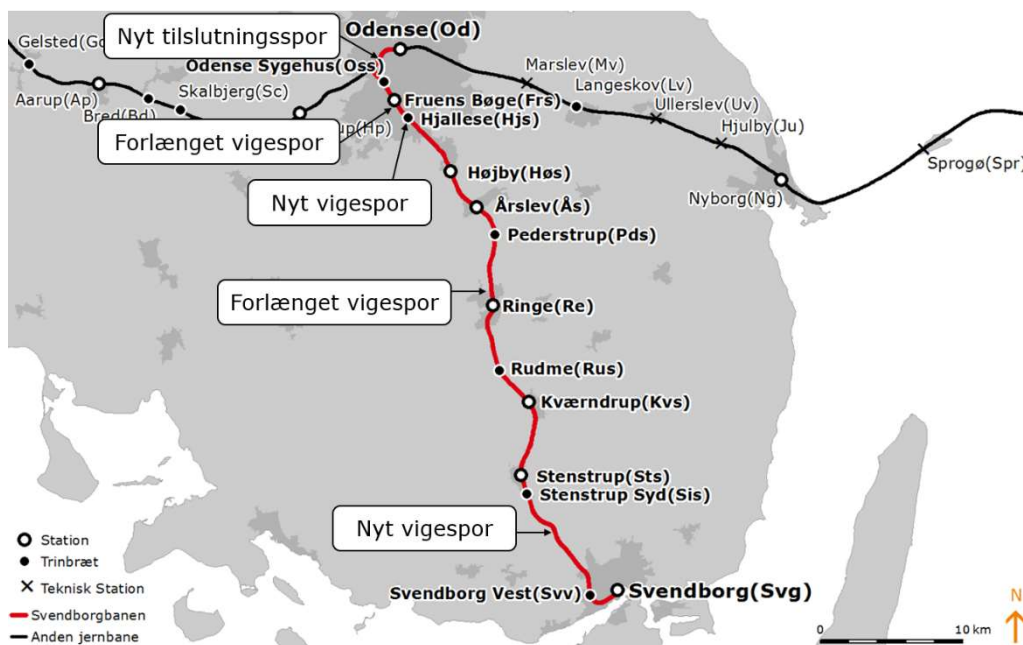 Nyt tilslutningsspor
Odense(Od)
Gelsted(Go
Odense Sygehus(Oss)
Marslev(Mv)
Langeskov(Lv)
Skalbjerg(Sc)
Aarup(Ap)
Bred(Bd)
Fruens Bøge(Frs)
Ullerslev(Uv)
Forlænget vigespor
up(Hp)
Hjallese(Hjs)
Hjulby(Ju)
Sprogø(Spr)
Højby(Høs)
Nyt vigespor
Nyborg(Ng)
Årslev(Ås)
Pederstrup(Pds)
Forlænget vigespor
Ringe(Re)
Rudme(Rus)
Kværndrup(Kvs)
Stenstrup(Sts)
Stenstrup Syd(Sis)
Nyt vigespor
Svendborg Vest(Svv)
Svendborg(Svg)
Station
Trinbræt
Teknisk Station
Svendborgbanen
Anden jernbane
0 10 km
N